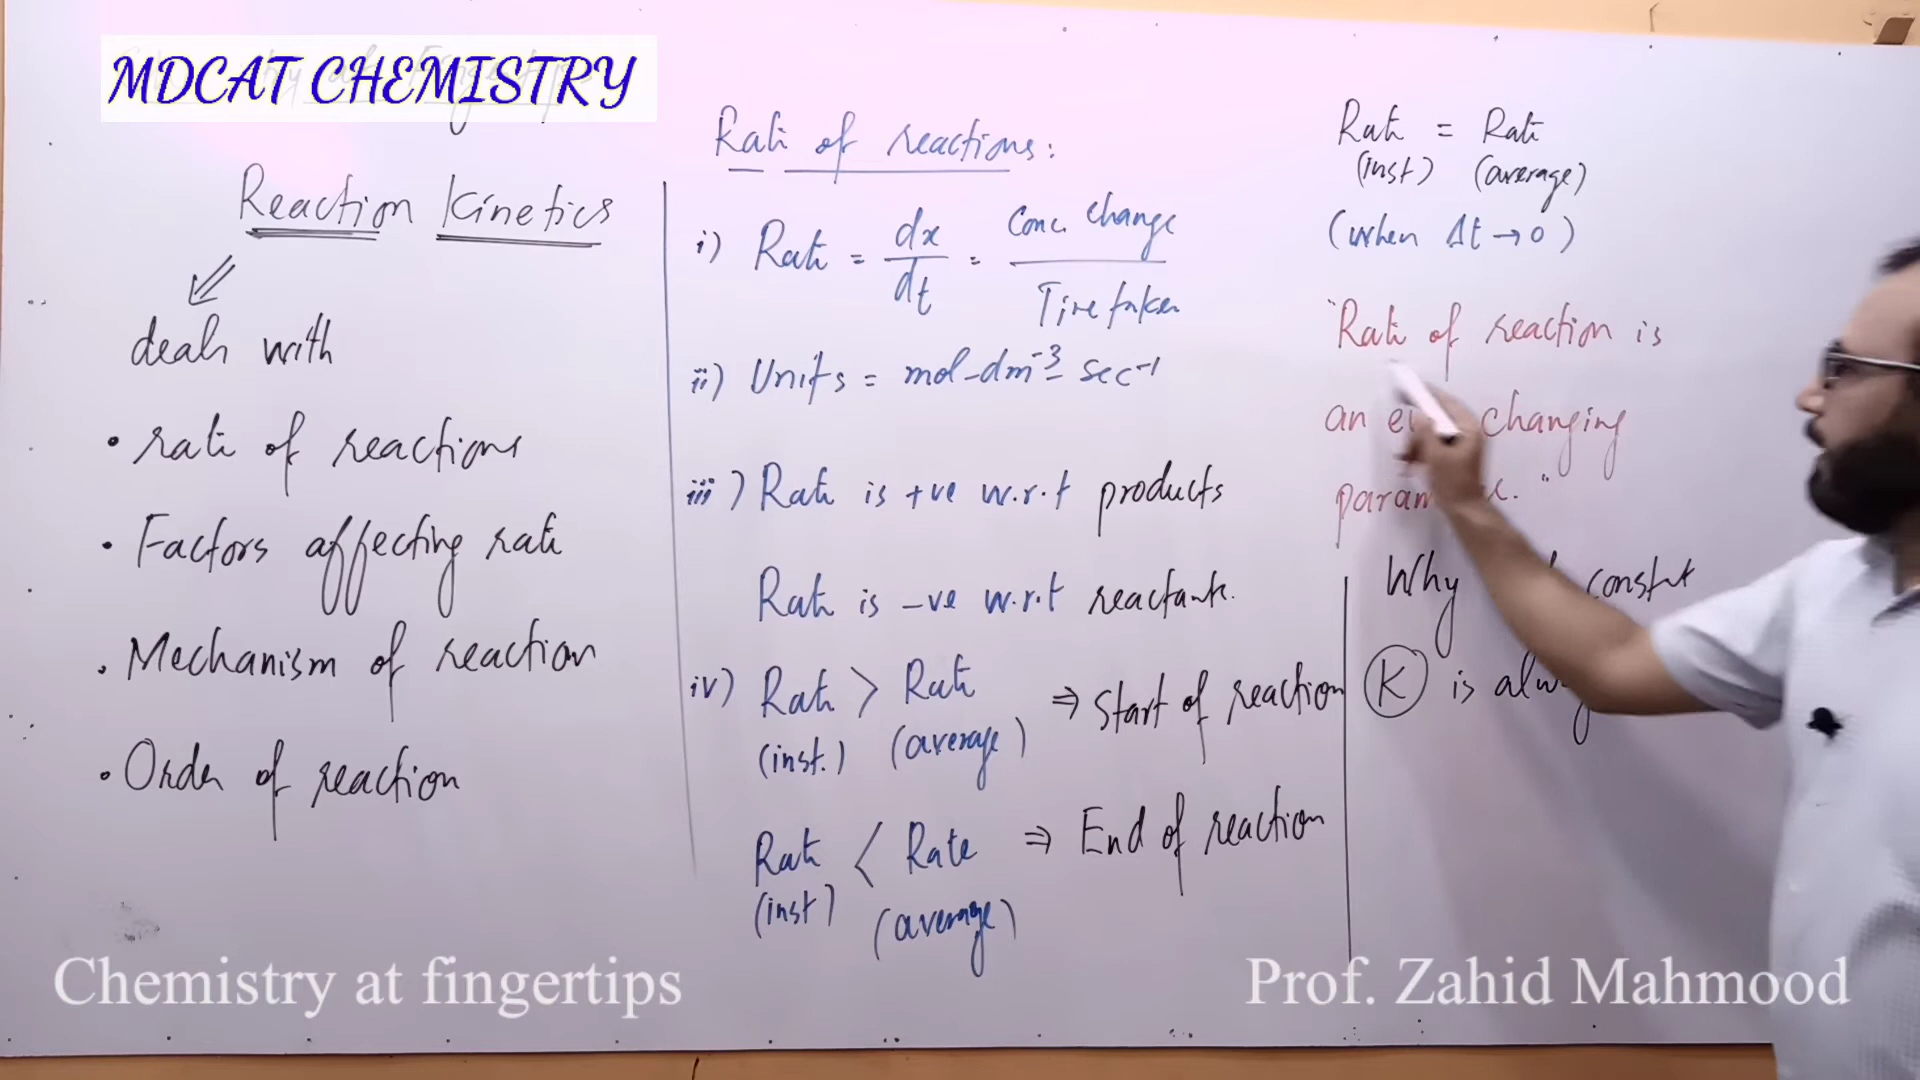 MDCAT CHEMISTRY
Reaction Kinetics
deals with
• rate of reactions
• Factors affecting rate
• Mechanism of reaction
• Order of reaction
Rate of reactions:
i) Rate = dx/dt = Conc. change / Time taken
ii) Units = mol-dm⁻³- sec⁻¹
iii) Rate is +ve w.r.t products
Rate is -ve w.r.t reactants.
iv) Rate > Rate ⇒ Start of reaction
(inst.) (average)
Rate < Rate ⇒ End of reaction
(inst) (average)
Rate = Rate
(inst) (average)
(when Δt → 0)
"Rate of reaction is
an changing
"
Why
K is
Chemistry at fingertips
Prof. Zahid Mahmood